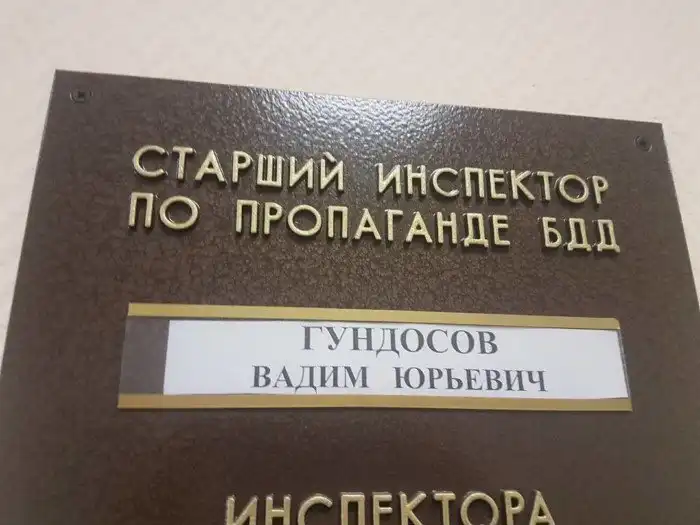 СТАРШИЙ ИНСПЕКТОР
ПО ПРОПАГАНДЕ БДД
ГУНДОСОВ
ВАДИМ ЮРЬЕВИЧ
ИНСПЕКТОРА